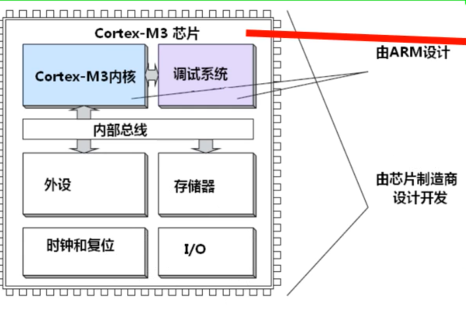 Cortex-M3 芯片
Cortex-M3内核
调试系统
由ARM设计
内部总线
外设
存储器
由芯片制造商
设计开发
时钟和复位
I/O